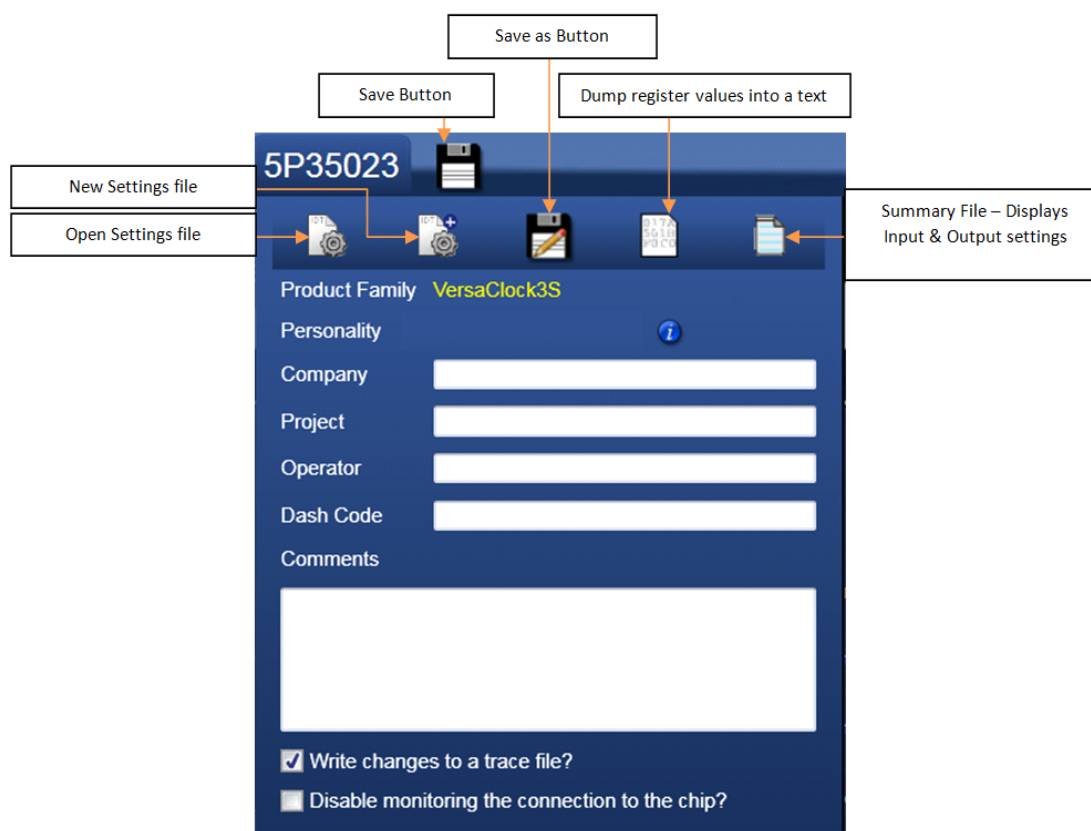 Save as Button
Save Button
Dump register values into a text
5P35023
New Settings file
Open Settings file
Summary File – Displays
Input & Output settings
IDT
IDT
Product Family VersaClock3S
Personality
i
Company
Project
Operator
Dash Code
Comments
Write changes to a trace file?
Disable monitoring the connection to the chip?